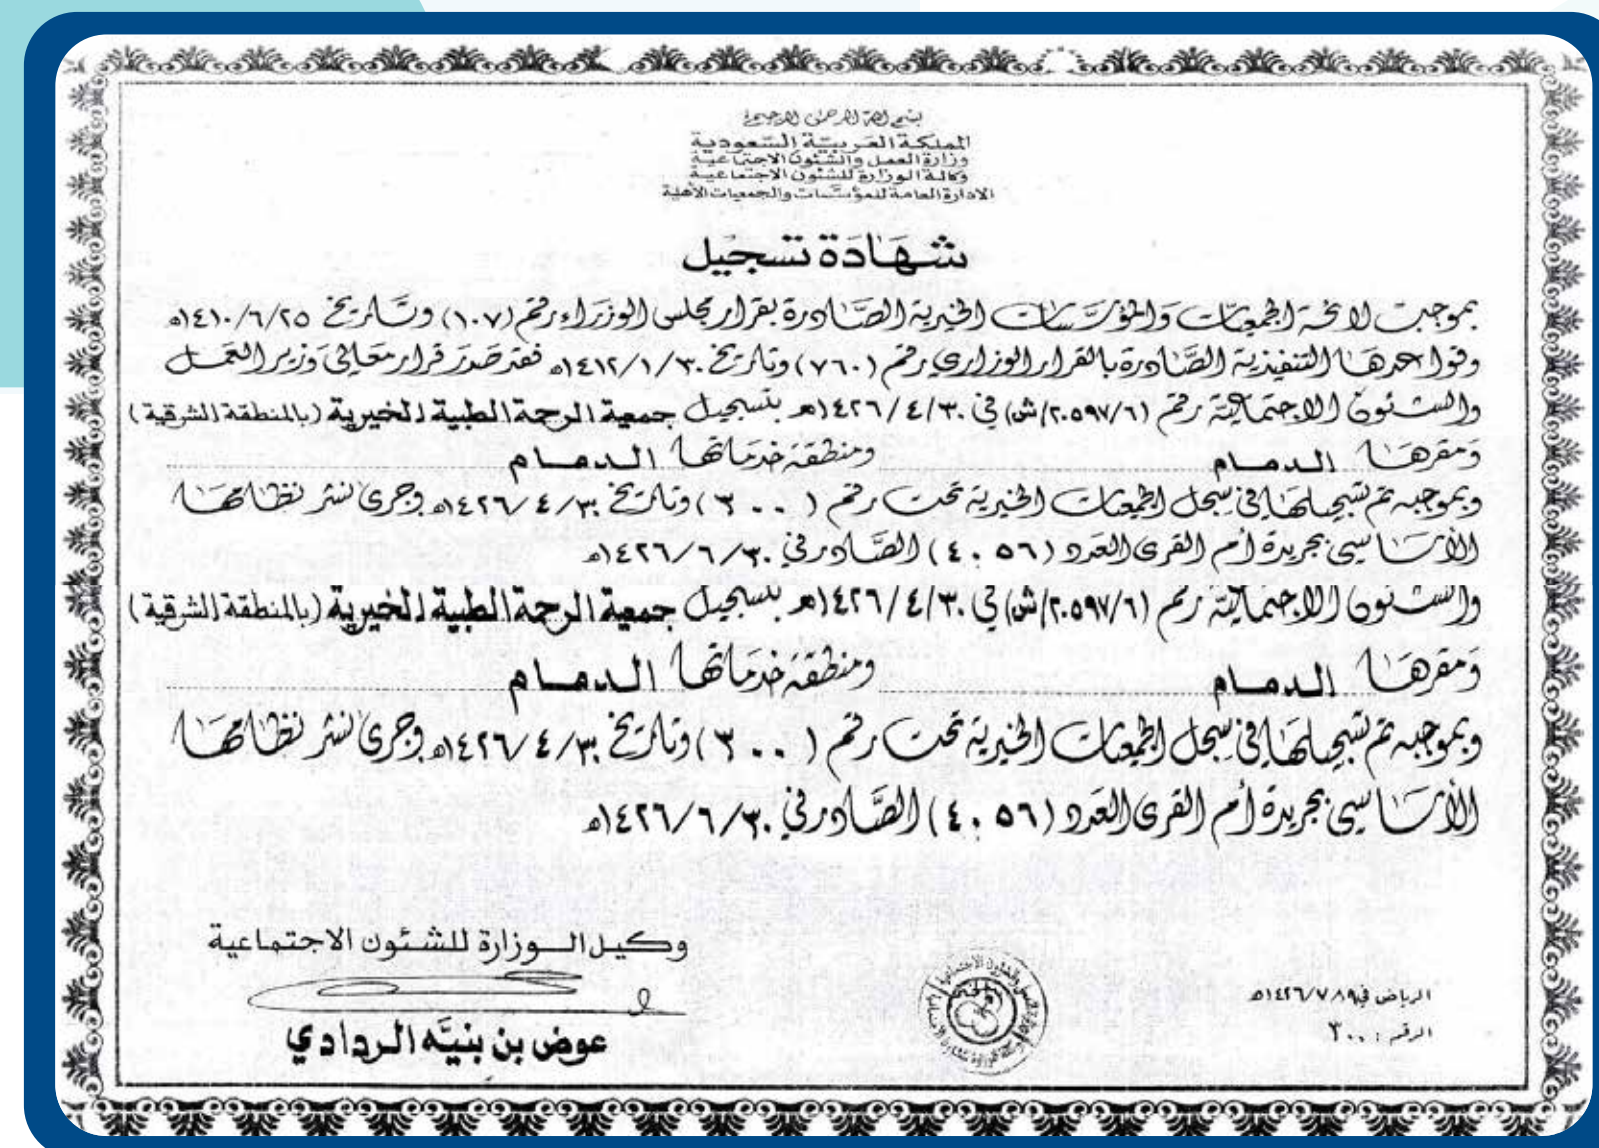 بسم الله الرحمن الرحيم
المملكة العربية السعودية
وزارة العمل والشئون الاجتماعية
وكالة الوزارة للشئون الاجتماعية
الادارة العامة للمؤسسات والجمعيات الأهلية
شهادة تسجيل
بموجب لائحة الجمعيات والمؤسسات الخيرية الصادرة بقرار مجلس الوزراء رقم (١٠٧) وتاريخ ١٤١٠/٦/٢٥هـ
وقواعدها التنفيذية الصادرة بالقرار الوزاري رقم (٧٦٠) وتاريخ ١٤١٢/١/٣٠هـ فقد صدر قرار معالي وزير العمل
والشئون الاجتماعية رقم (٢٠٥٩٧/٦/ش) في ١٤٢٦/٤/٣٠هـ بتسجيل جمعية الرحمة الطبية الخيرية (بالمنطقة الشرقية)
ومقرها الدمام ومنطقة خدماتها الدمام
وبموجبه تم تسجيلها في سجل الجمعيات الخيرية تحت رقم (٣٠٠) وتاريخ ١٤٢٦/٤/٣٠هـ وجرى نشر نظامها
الأساسي بجريدة أم القرى العدد (٤٠٥٦) الصادر في ١٤٢٦/٦/٣٠هـ
والشئون الاجتماعية رقم (٢٠٥٩٧/٦/ش) في ١٤٢٦/٤/٣٠هـ بتسجيل جمعية الرحمة الطبية الخيرية (بالمنطقة الشرقية)
ومقرها الدمام ومنطقة خدماتها الدمام
وبموجبه تم تسجيلها في سجل الجمعيات الخيرية تحت رقم (٣٠٠) وتاريخ ١٤٢٦/٤/٣٠هـ وجرى نشر نظامها
الأساسي بجريدة أم القرى العدد (٤٠٥٦) الصادر في ١٤٢٦/٦/٣٠هـ
وكيل الوزارة للشئون الاجتماعية
عوض بن بنيَّه الردادي
الرياض في
الرقم : ٣٠٠